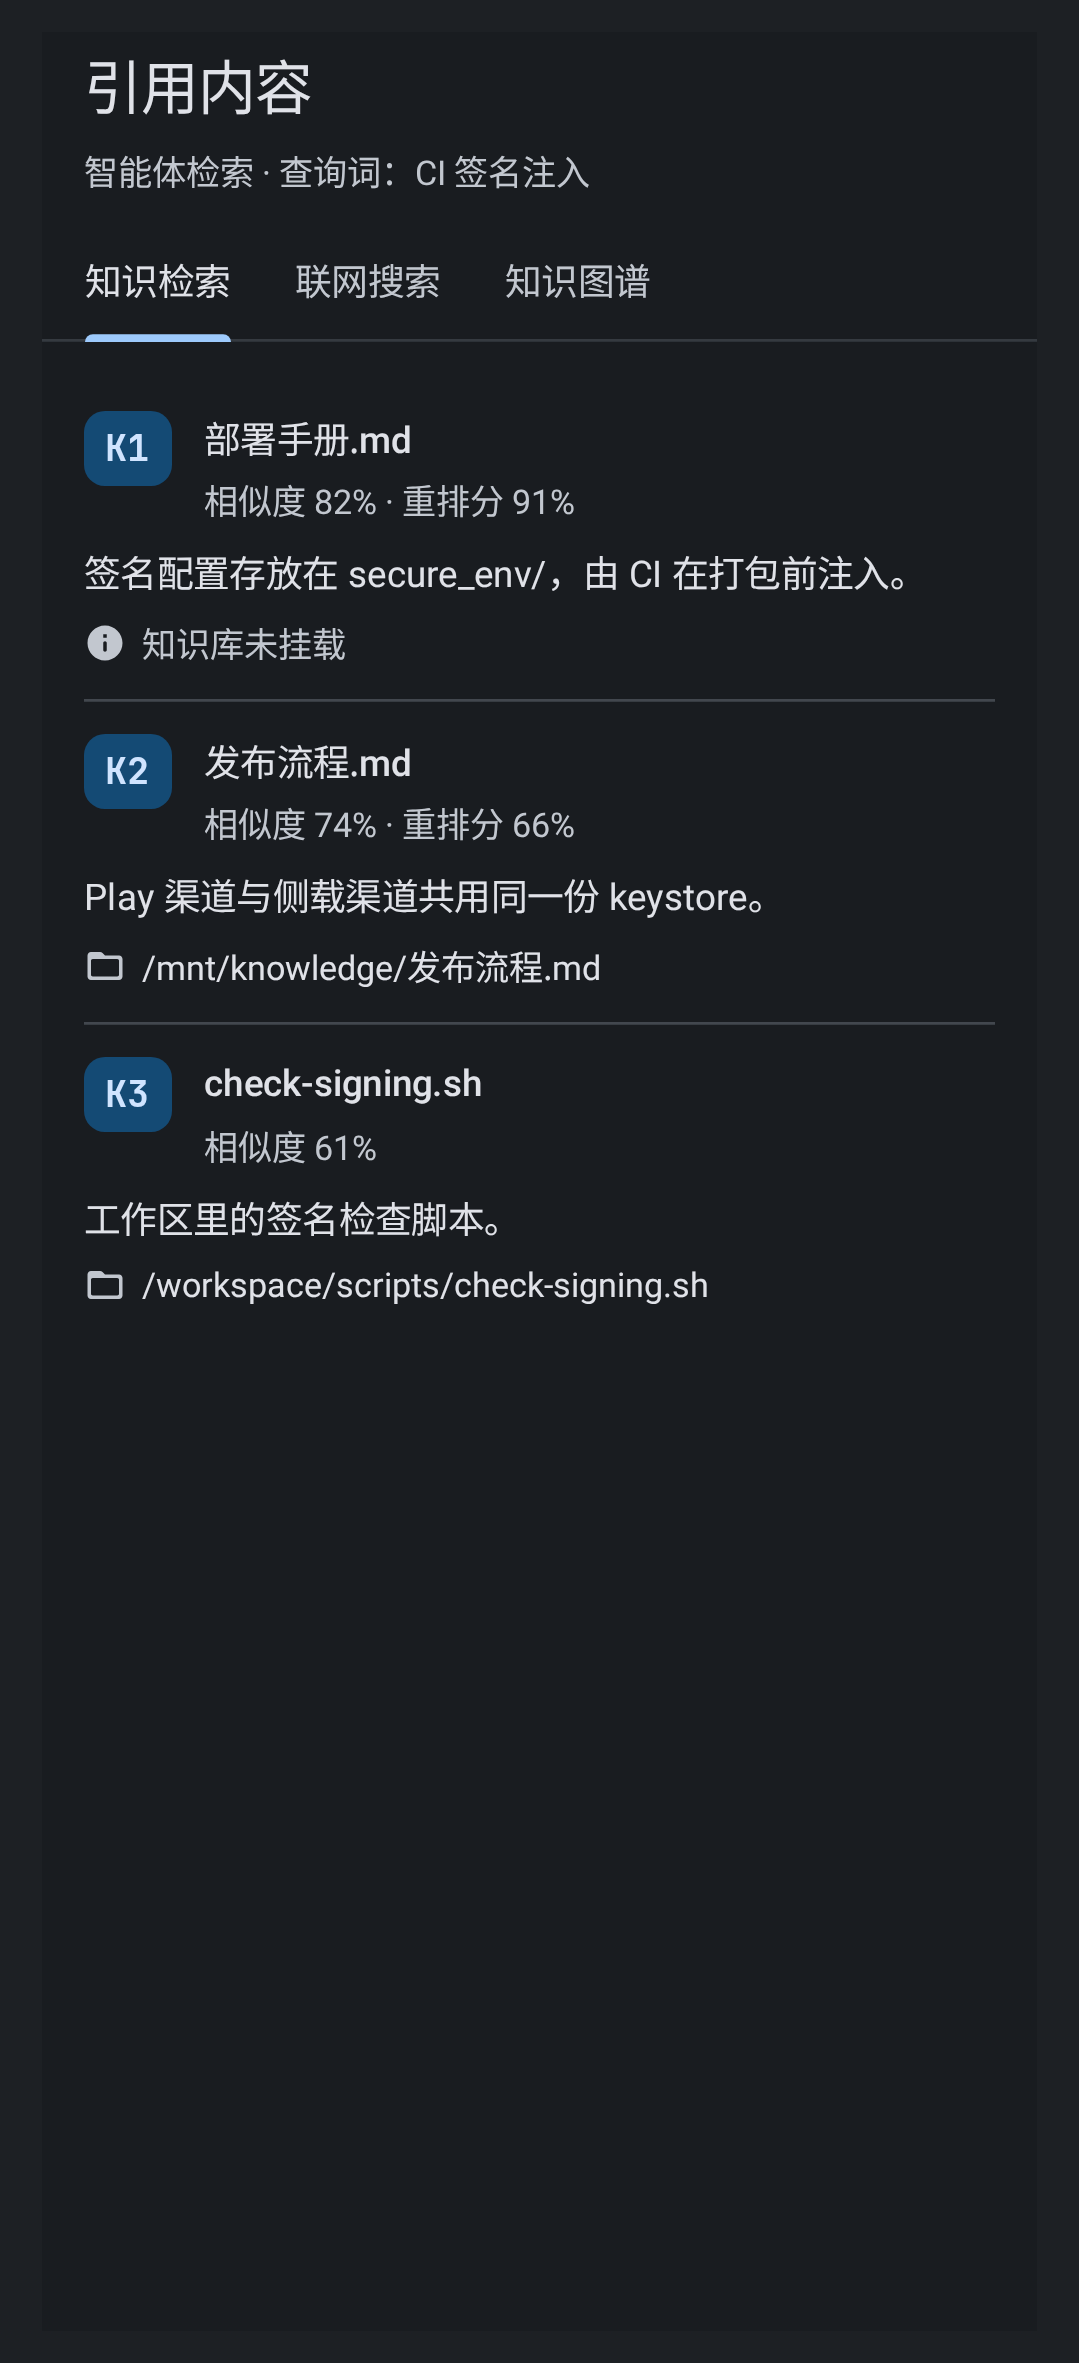 引用内容
智能体检索 · 查询词：CI 签名注入
知识检索 联网搜索 知识图谱
K1 部署手册.md
相似度 82% · 重排分 91%
签名配置存放在 secure_env/，由 CI 在打包前注入。
知识库未挂载
K2 发布流程.md
相似度 74% · 重排分 66%
Play 渠道与侧载渠道共用同一份 keystore。
/mnt/knowledge/发布流程.md
K3 check-signing.sh
相似度 61%
工作区里的签名检查脚本。
/workspace/scripts/check-signing.sh